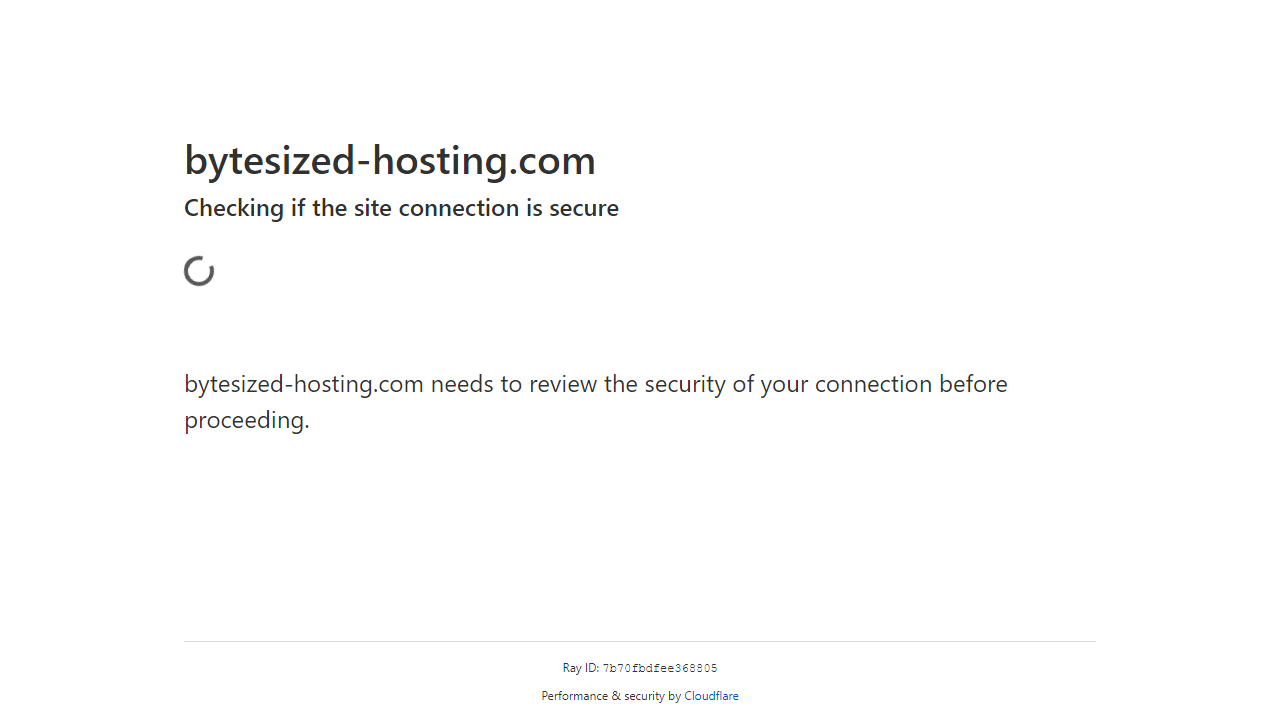 bytesized-hosting.com
Checking if the site connection is secure
bytesized-hosting.com needs to review the security of your connection before
proceeding.
Ray ID: 7b70fbdfee368805
Performance & security by Cloudflare